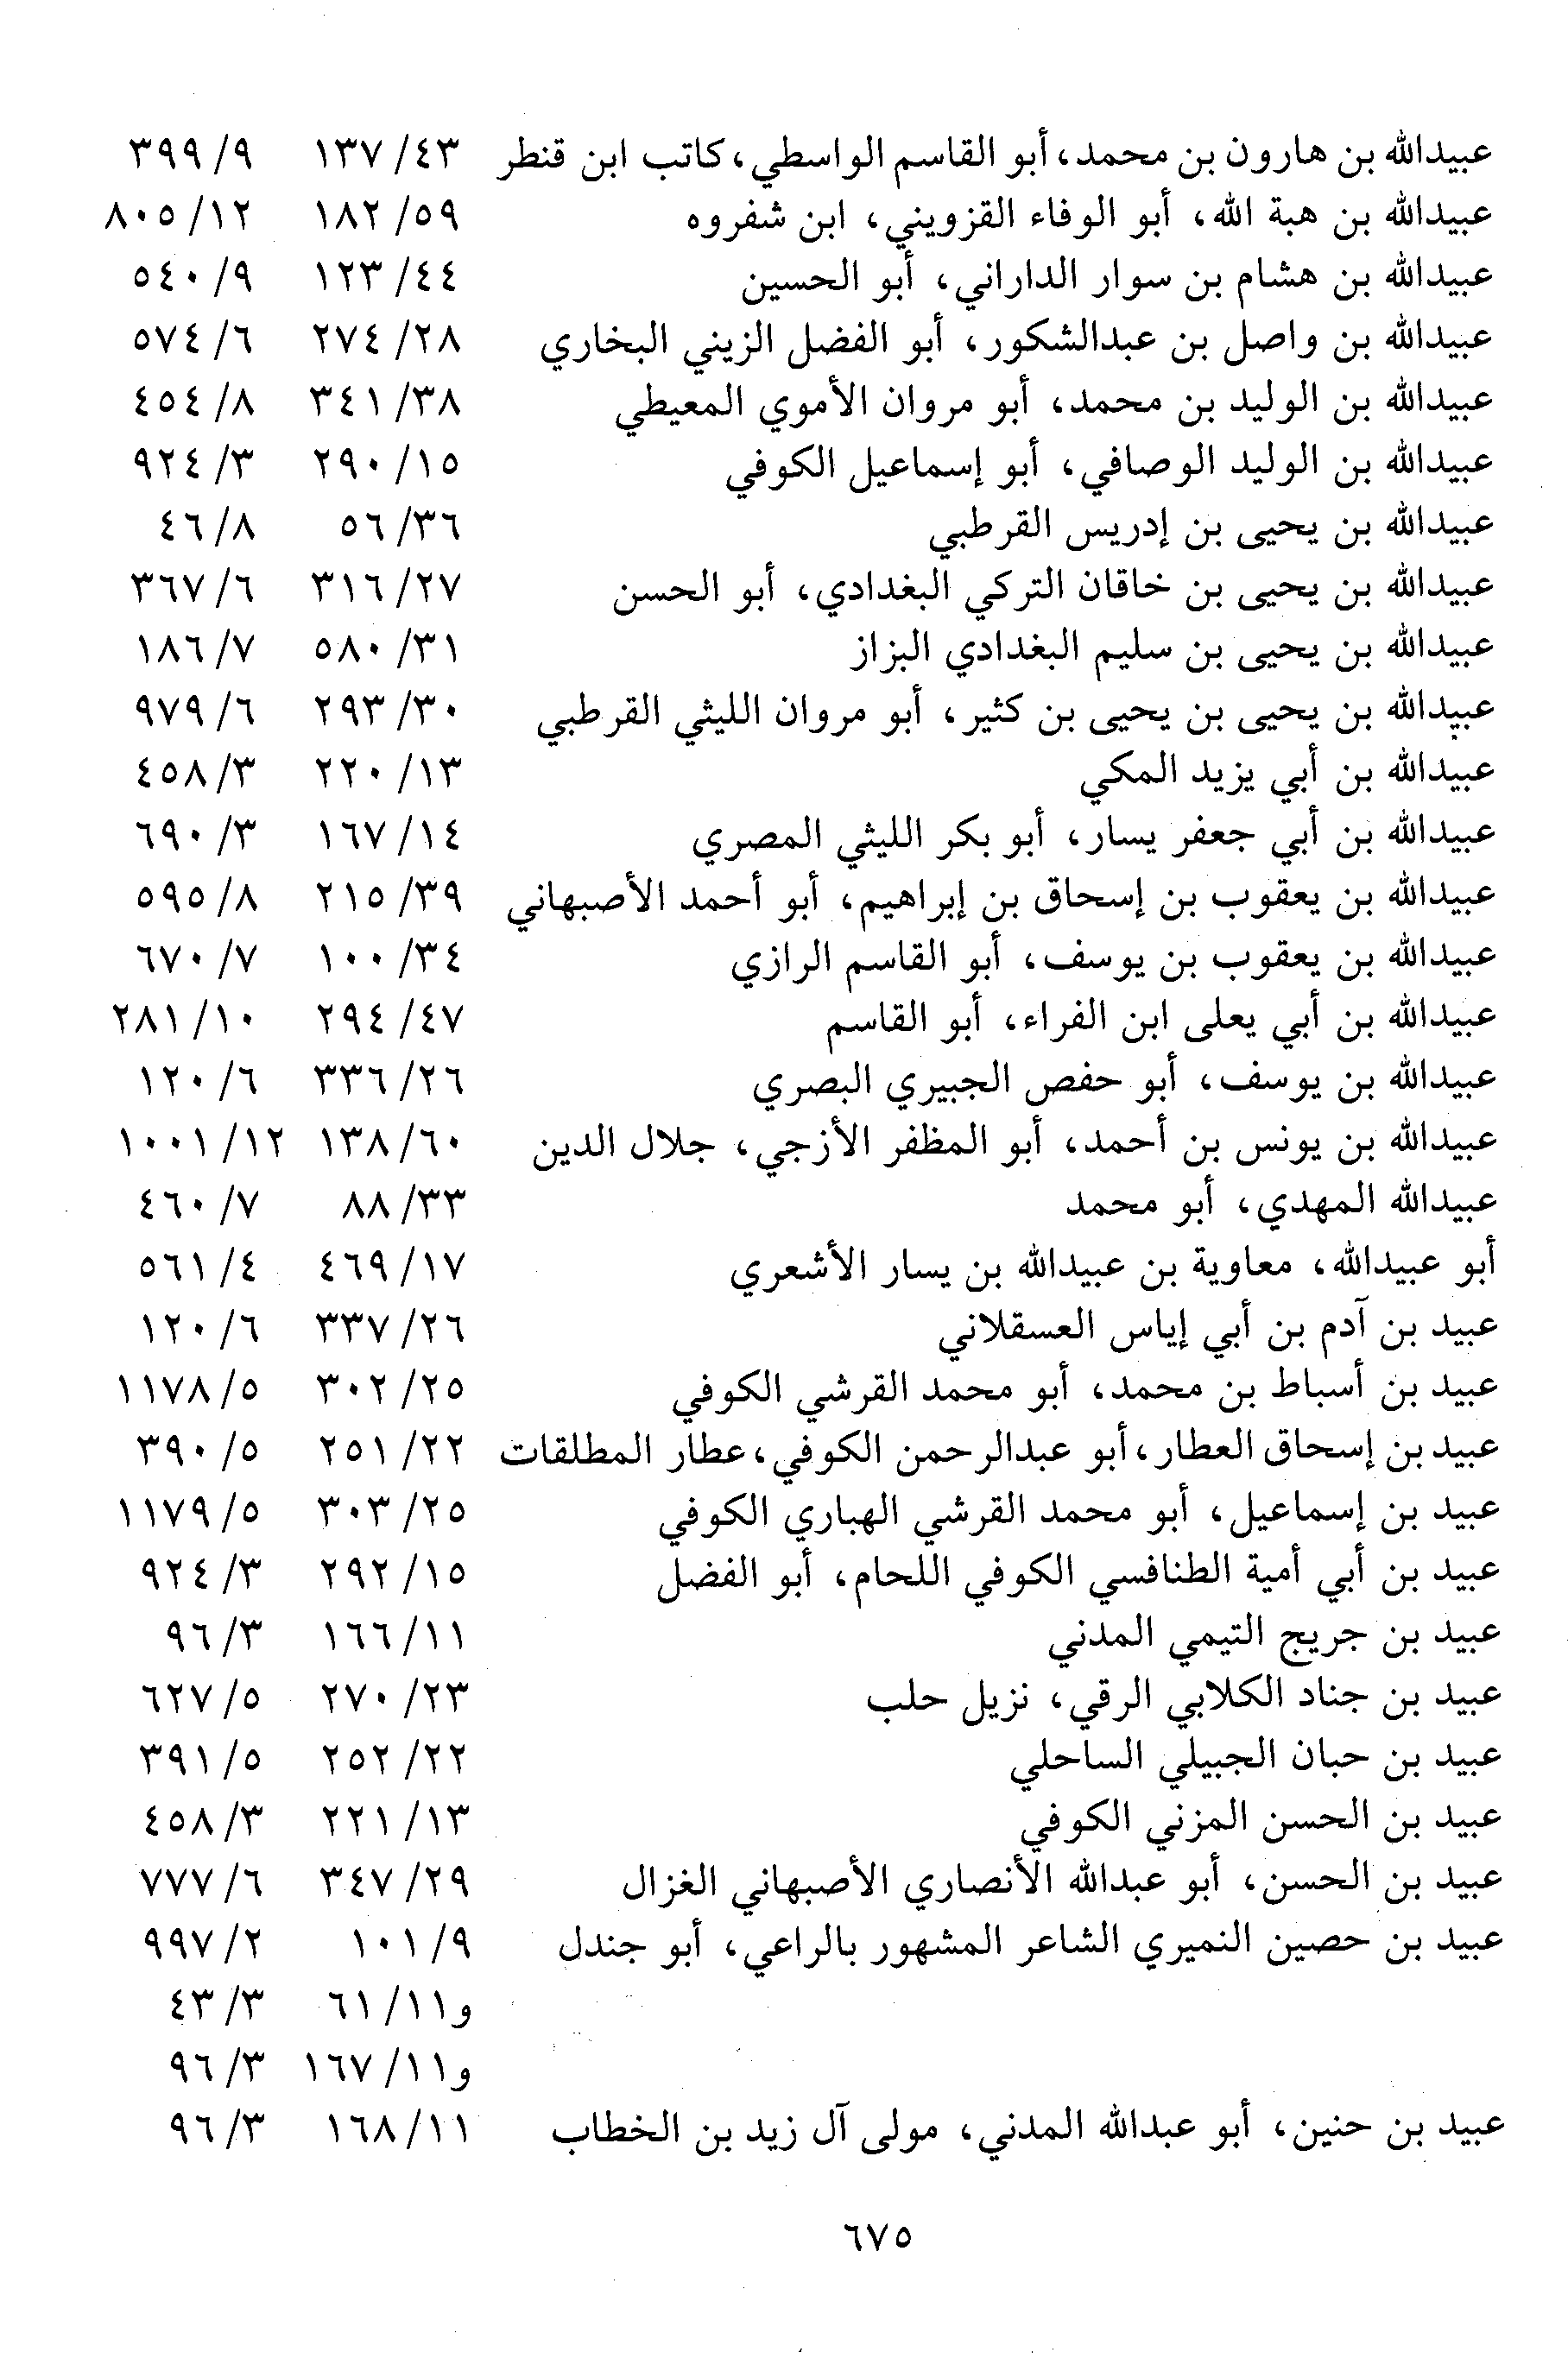 عبيدالله بن هارون بن محمد، أبو القاسم الواسطي، كاتب ابن قنطر ٤٣/ ١٣٧ ٩/ ٣٩٩
عبيدالله بن هبة الله، أبو الوفاء القزويني، ابن شفروه ٥٩/ ١٨٢ ١٢/ ٨٠٥
عبيدالله بن هشام بن سوار الداراني، أبو الحسين ٤٤/ ١٢٣ ٩/ ٥٤٠
عبيدالله بن واصل بن عبدالشكور، أبو الفضل الزيني البخاري ٢٨/ ٢٧٤ ٦/ ٥٧٤
عبيدالله بن الوليد بن محمد، أبو مروان الأموي المعيطي ٣٨/ ٣٤١ ٨/ ٤٥٤
عبيدالله بن الوليد الوصافي، أبو إسماعيل الكوفي ١٥/ ٢٩٠ ٣/ ٩٢٤
عبيدالله بن يحيى بن إدريس القرطبي ٣٦/ ٥٦ ٨/ ٤٦
عبيدالله بن يحيى بن خاقان التركي البغدادي، أبو الحسن ٢٧/ ٣١٦ ٦/ ٣٦٧
عبيدالله بن يحيى بن سليم البغدادي البزاز ٣١/ ٥٨٠ ٧/ ١٨٦
عبيدالله بن يحيى بن يحيى بن كثير، أبو مروان الليثي القرطبي ٣٠/ ٢٩٣ ٦/ ٩٧٩
عبيدالله بن أبي يزيد المكي ١٣/ ٢٢٠ ٣/ ٤٥٨
عبيدالله بن أبي جعفر يسار، أبو بكر الليثي المصري ١٤/ ١٦٧ ٣/ ٦٩٠
عبيدالله بن يعقوب بن إسحاق بن إبراهيم، أبو أحمد الأصبهاني ٣٩/ ٢١٥ ٨/ ٥٩٥
عبيدالله بن يعقوب بن يوسف، أبو القاسم الرازي ٣٤/ ١٠٠ ٧/ ٦٧٠
عبيدالله بن أبي يعلى ابن الفراء، أبو القاسم ٤٧/ ٢٩٤ ١٠/ ٢٨١
عبيدالله بن يوسف، أبو حفص الجبيري البصري ٢٦/ ٣٣٦ ٦/ ١٢٠
عبيدالله بن يونس بن أحمد، أبو المظفر الأزجي، جلال الدين ٦٠/ ١٣٨ ١٢/ ١٠٠١
عبيدالله المهدي، أبو محمد ٣٣/ ٨٨ ٧/ ٤٦٠
أبو عبيدالله، معاوية بن عبيدالله بن يسار الأشعري ١٧/ ٤٦٩ ٤/ ٥٦١
عبيد بن آدم بن أبي إياس العسقلاني ٢٦/ ٣٣٧ ٦/ ١٢٠
عبيد بن أسباط بن محمد، أبو محمد القرشي الكوفي ٢٥/ ٣٠٢ ٥/ ١١٧٨
عبيد بن إسحاق العطار، أبو عبدالرحمن الكوفي، عطار المطلقات ٢٢/ ٢٥١ ٥/ ٣٩٠
عبيد بن إسماعيل، أبو محمد القرشي الهباري الكوفي ٢٥/ ٣٠٣ ٥/ ١١٧٩
عبيد بن أبي أمية الطنافسي الكوفي اللحام، أبو الفضل ١٥/ ٢٩٢ ٣/ ٩٢٤
عبيد بن جريج التيمي المدني ١١/ ١٦٦ ٣/ ٩٦
عبيد بن جناد الكلابي الرقي، نزيل حلب ٢٣/ ٢٧٠ ٥/ ٦٢٧
عبيد بن حبان الجبيلي الساحلي ٢٢/ ٢٥٢ ٥/ ٣٩١
عبيد بن الحسن المزني الكوفي ١٣/ ٢٢١ ٣/ ٤٥٨
عبيد بن الحسن، أبو عبدالله الأنصاري الأصبهاني الغزال ٢٩/ ٣٤٧ ٦/ ٧٧٧
عبيد بن حصين النميري الشاعر المشهور بالراعي، أبو جندل ٩/ ١٠١ ٢/ ٩٩٧
و١١/ ٦١ ٣/ ٤٣
و١١/ ١٦٧ ٣/ ٩٦
عبيد بن حنين، أبو عبدالله المدني، مولى آل زيد بن الخطاب ١١/ ١٦٨ ٣/ ٩٦
٦٧٥